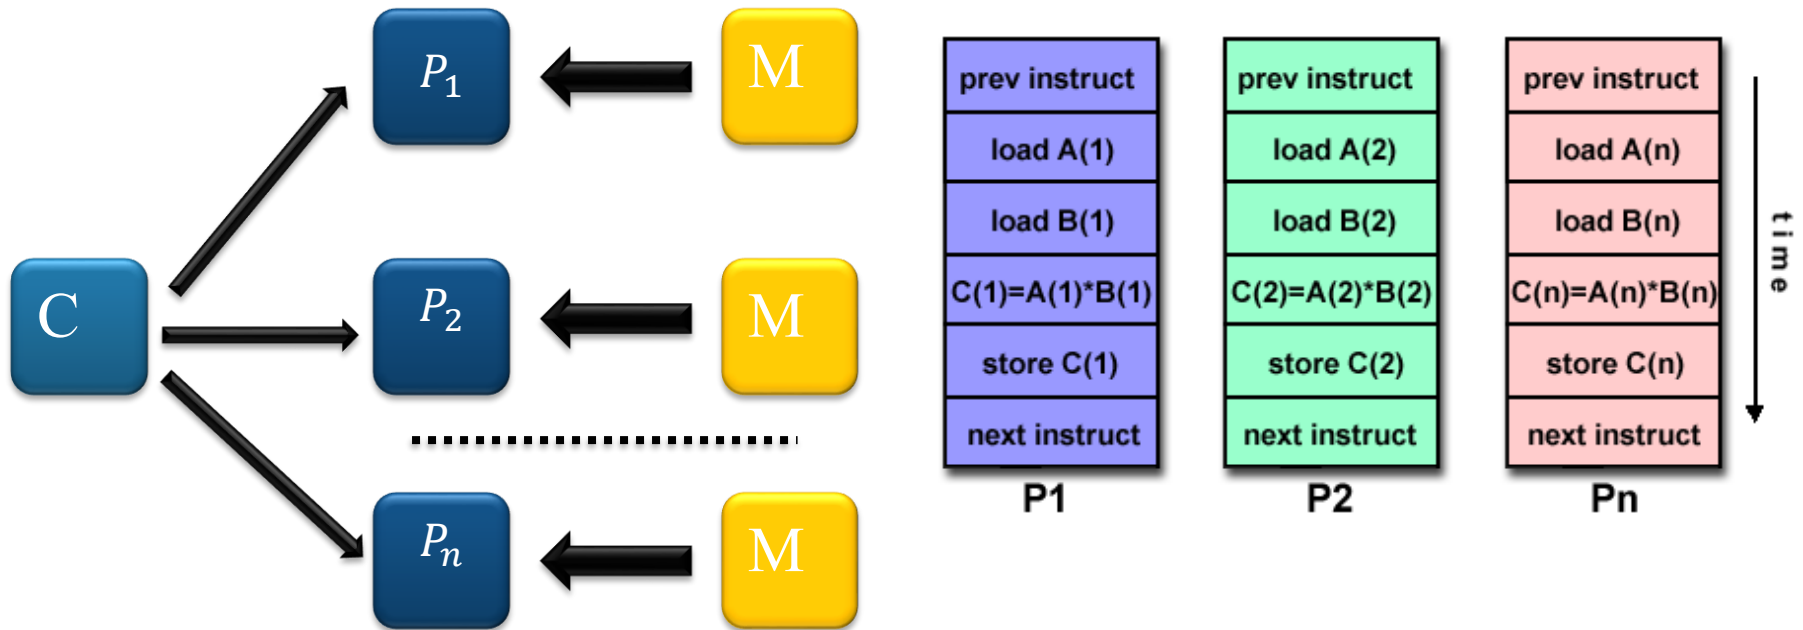 C
P₁
M
P₂
M
Pₙ
M
prev instruct
load A(1)
load B(1)
C(1)=A(1)*B(1)
store C(1)
next instruct
P1
prev instruct
load A(2)
load B(2)
C(2)=A(2)*B(2)
store C(2)
next instruct
P2
prev instruct
load A(n)
load B(n)
C(n)=A(n)*B(n)
store C(n)
next instruct
Pn
time